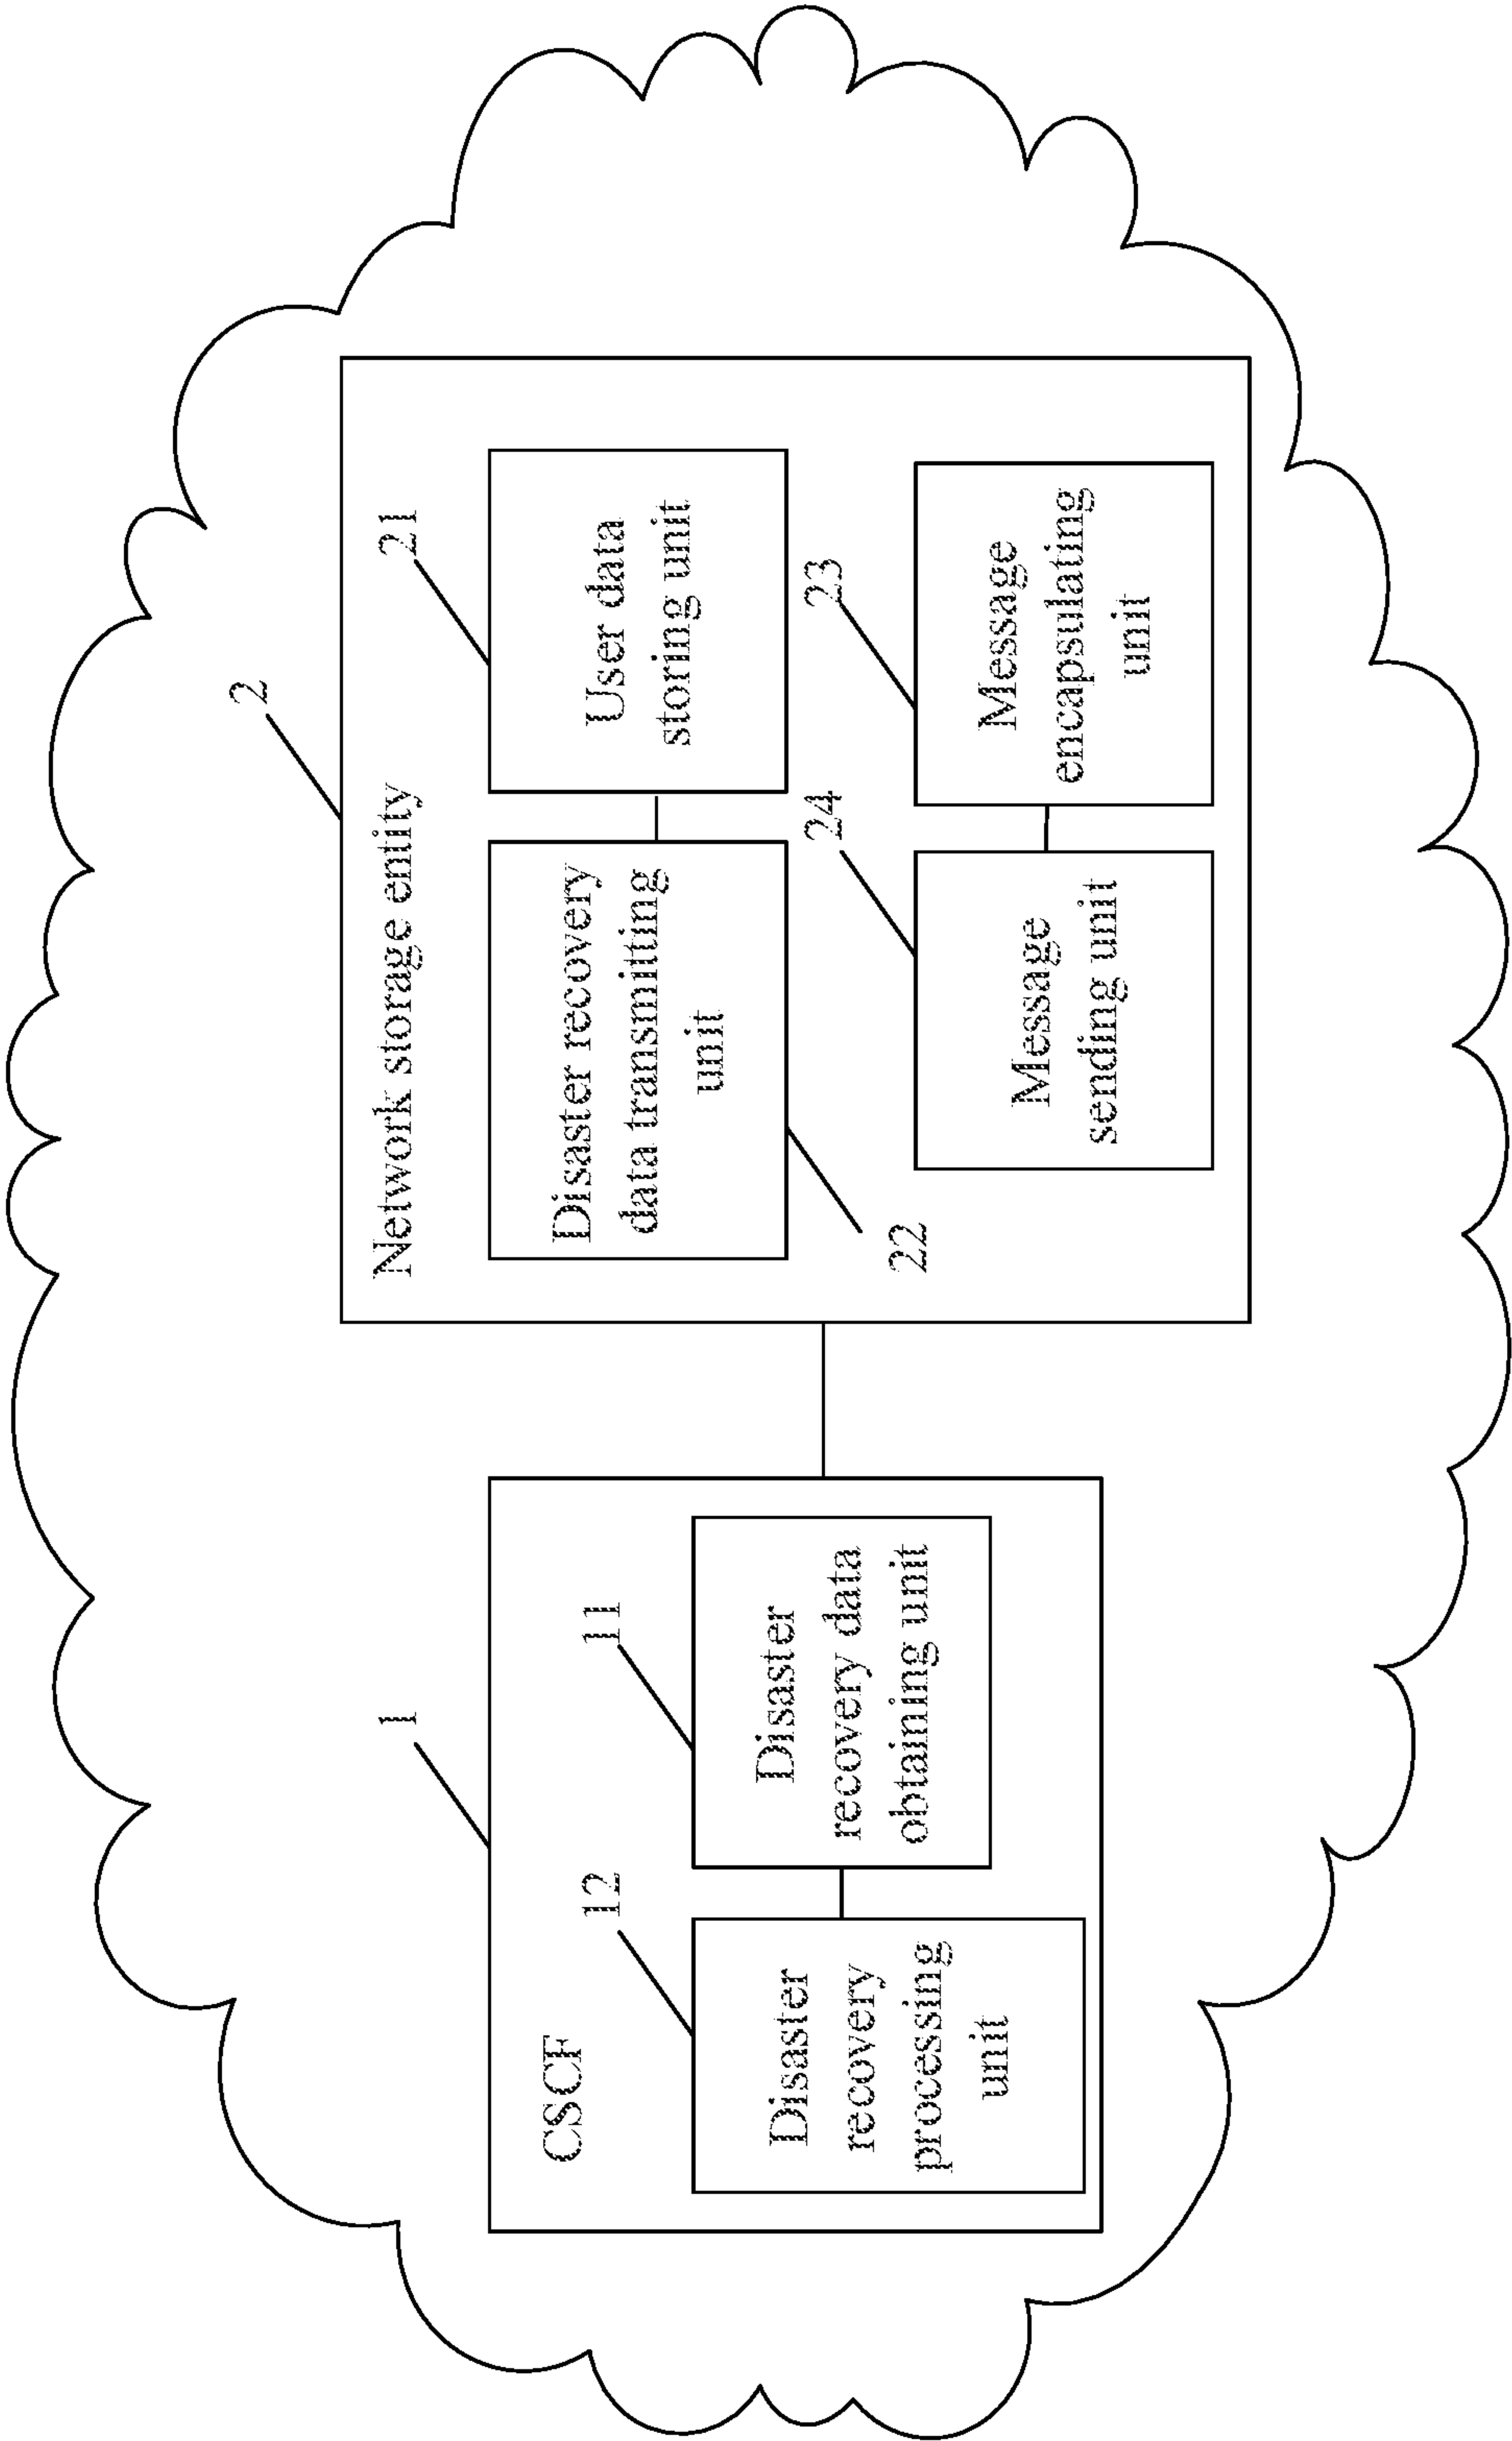 2
Network storage entity
21
Disaster recovery
data transmitting
unit
User data
storing unit
22
24
23
Message
sending unit
Message
encapsulating
unit
1
CSCF
12
11
Disaster
recovery
processing
unit
Disaster
recovery data
obtaining unit